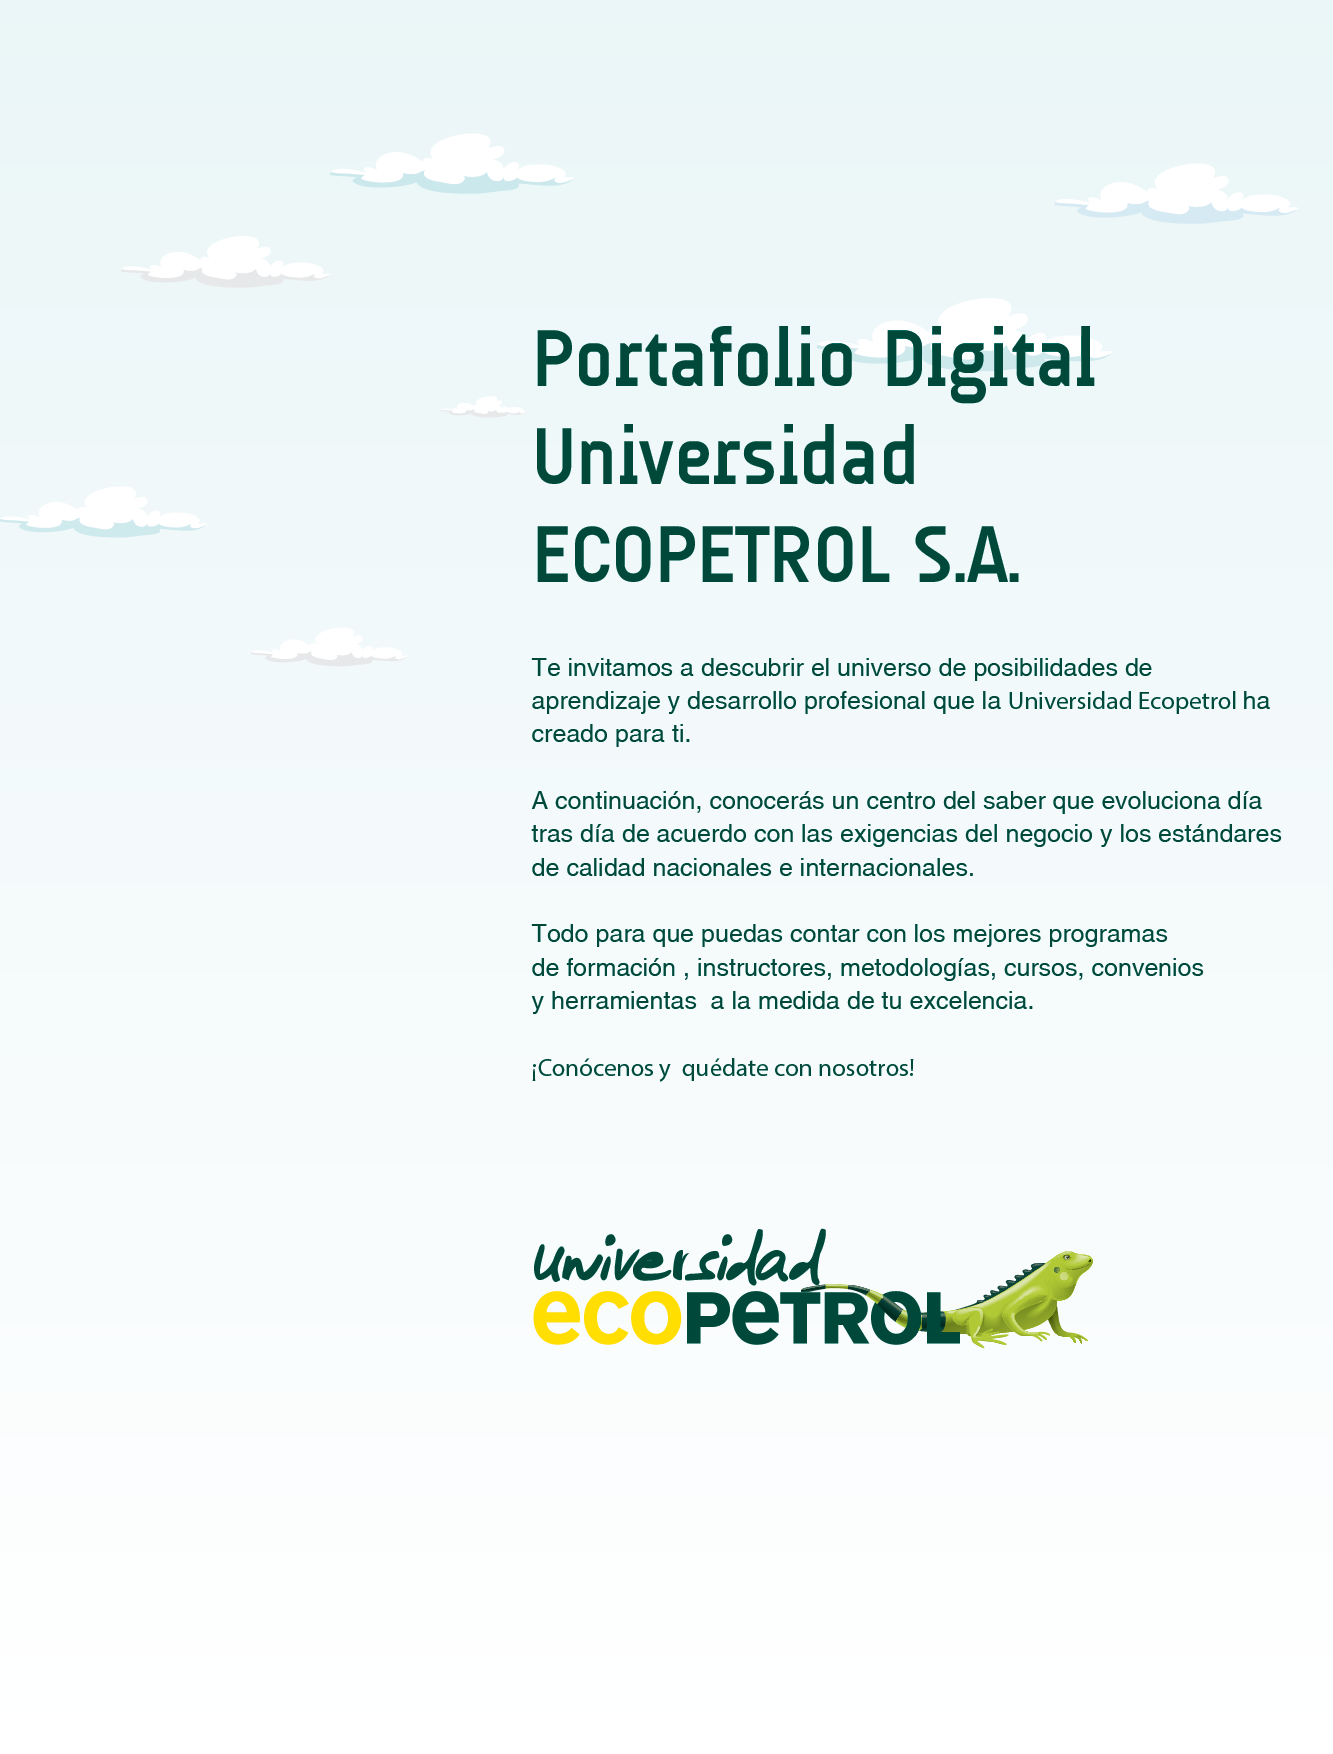 Portafolio Digital
Universidad
ECOPETROL S.A.
Te invitamos a descubrir el universo de posibilidades de
aprendizaje y desarrollo profesional que la Universidad Ecopetrol ha
creado para ti.
A continuación, conocerás un centro del saber que evoluciona día
tras día de acuerdo con las exigencias del negocio y los estándares
de calidad nacionales e internacionales.
Todo para que puedas contar con los mejores programas
de formación , instructores, metodologías, cursos, convenios
y herramientas  a la medida de tu excelencia.
¡Conócenos y  quédate con nosotros!
universidad
ecoPeTROL